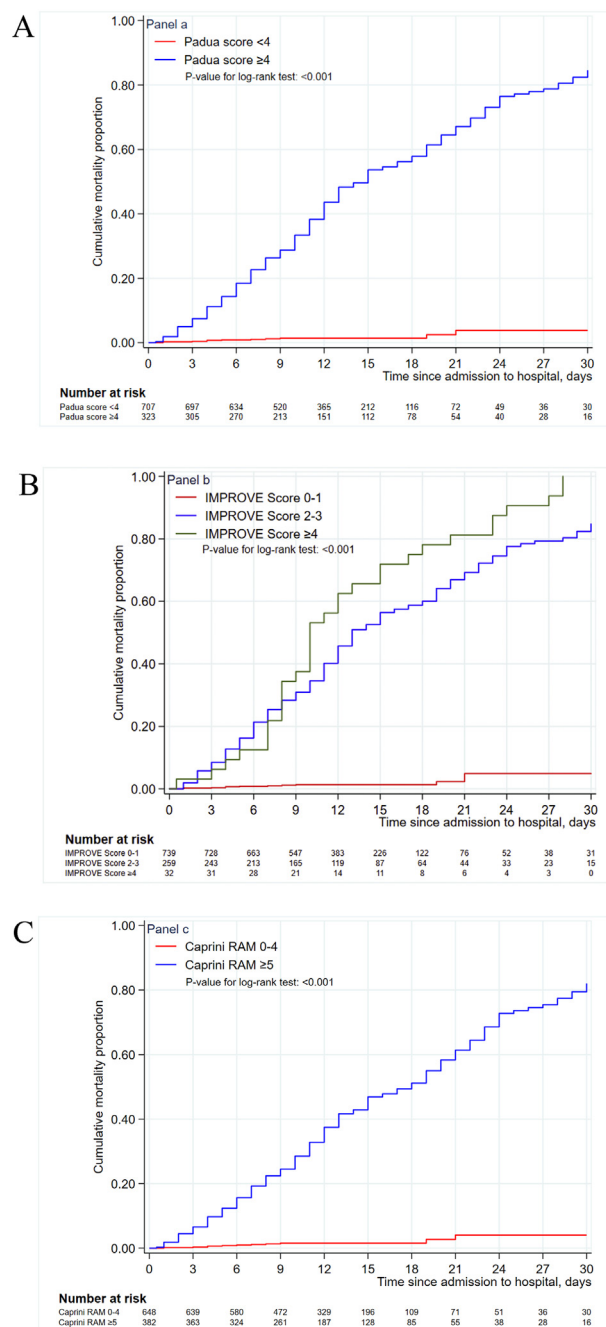 A
Panel a
Padua score <4
Padua score ≥4
P-value for log-rank test: <0.001
Cumulative mortality proportion
0.80
0.60
0.40
0.20
0.00
0 3 6 9 12 15 18 21 24 27 30
Time since admission to hospital, days
Number at risk
Padua score <4 707 697 634 520 365 212 116 72 49 36 30
Padua score ≥4 323 305 270 213 151 112 78 54 40 28 16
B
1.00
Panel b
IMPROVE Score 0-1
IMPROVE Score 2-3
IMPROVE Score ≥4
P-value for log-rank test: <0.001
Cumulative mortality proportion
0.80
0.60
0.40
0.20
0.00
0 3 6 9 12 15 18 21 24 27 30
Time since admission to hospital, days
Number at risk
IMPROVE Score 0-1 739 728 663 547 383 226 122 76 52 38 31
IMPROVE Score 2-3 259 243 213 165 119 87 64 44 33 23 15
IMPROVE Score ≥4 32 31 28 21 14 11 8 6 4 3 0
C
1.00
Panel c
Caprini RAM 0-4
Caprini RAM ≥5
P-value for log-rank test: <0.001
Cumulative mortality proportion
0.80
0.60
0.40
0.20
0.00
0 3 6 9 12 15 18 21 24 27 30
Time since admission to hospital, days
Number at risk
Caprini RAM 0-4 648 639 580 472 329 196 109 71 51 36 30
Caprini RAM ≥5 382 363 324 261 187 128 85 55 38 28 16